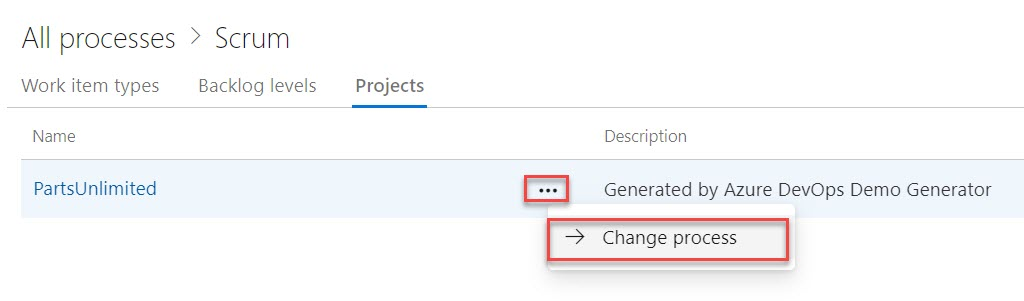 All processes > Scrum
Work item types Backlog levels Projects
Name Description
PartsUnlimited ... Generated by Azure DevOps Demo Generator
→ Change process